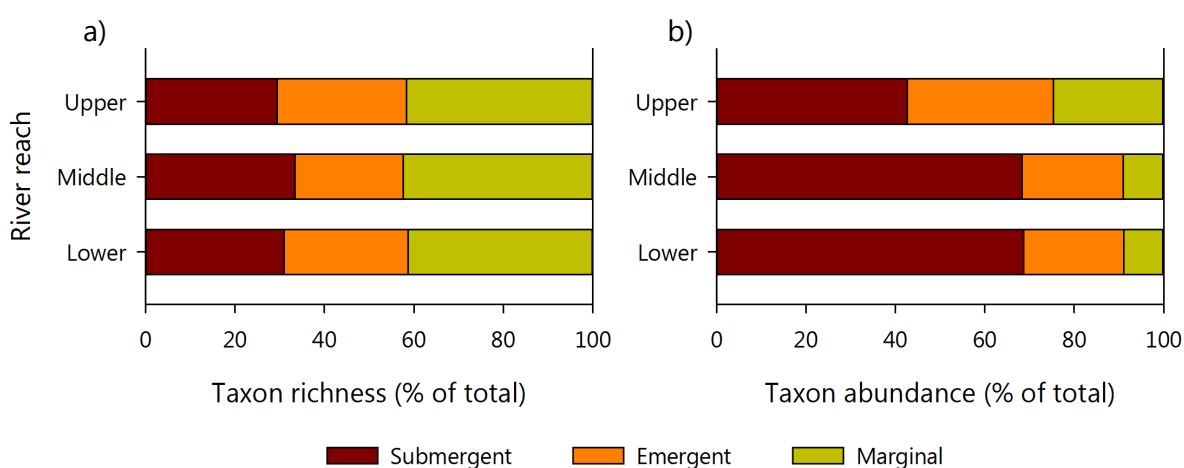 a)
River reach
Upper
Middle
Lower
0 20 40 60 80 100
Taxon richness (% of total)
b)
Upper
Middle
Lower
0 20 40 60 80 100
Taxon abundance (% of total)
Submergent Emergent Marginal